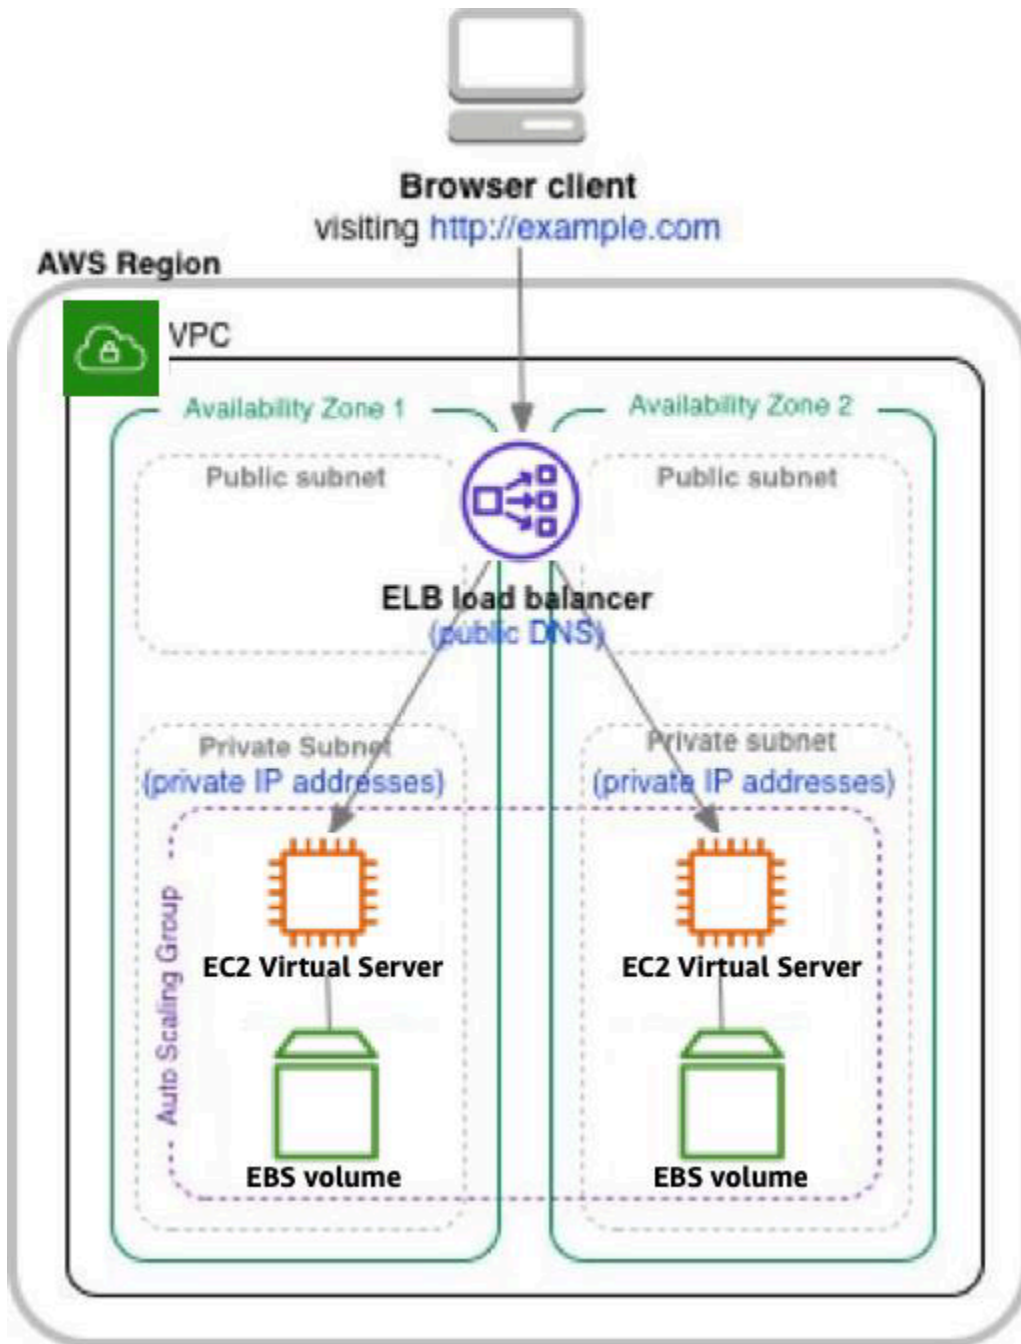 Browser client
visiting http://example.com
AWS Region
VPC
Availability Zone 1
Availability Zone 2
Public subnet
Public subnet
ELB load balancer
(public DNS)
Private Subnet
(private IP addresses)
Private subnet
(private IP addresses)
Auto Scaling Group
EC2 Virtual Server
EC2 Virtual Server
EBS volume
EBS volume